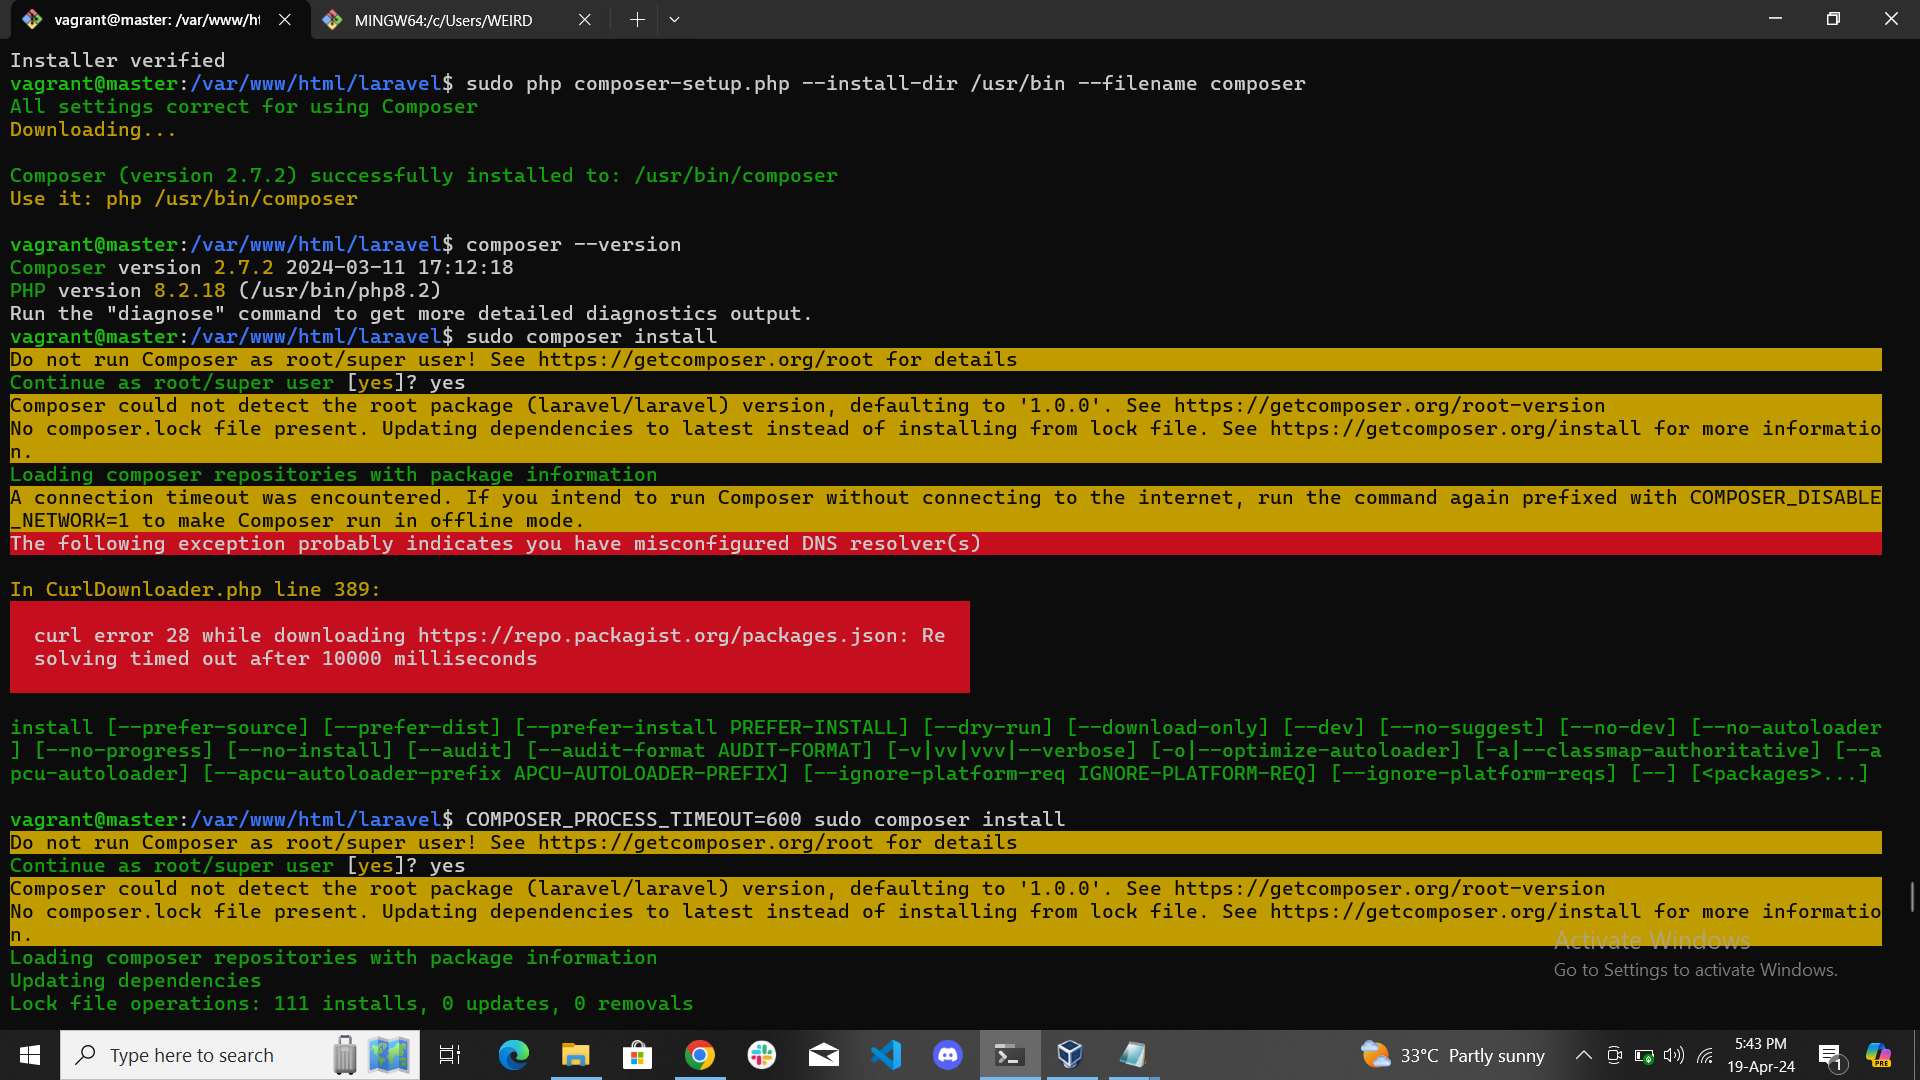 vagrant@master: /var/www/ht
MINGW64:/c/Users/WEIRD
Installer verified
vagrant@master:/var/www/html/laravel$ sudo php composer-setup.php --install-dir /usr/bin --filename composer
All settings correct for using Composer
Downloading...
Composer (version 2.7.2) successfully installed to: /usr/bin/composer
Use it: php /usr/bin/composer
vagrant@master:/var/www/html/laravel$ composer --version
Composer version 2.7.2 2024-03-11 17:12:18
PHP version 8.2.18 (/usr/bin/php8.2)
Run the "diagnose" command to get more detailed diagnostics output.
vagrant@master:/var/www/html/laravel$ sudo composer install
Do not run Composer as root/super user! See https://getcomposer.org/root for details
Continue as root/super user [yes]? yes
Composer could not detect the root package (laravel/laravel) version, defaulting to '1.0.0'. See https://getcomposer.org/root-version
No composer.lock file present. Updating dependencies to latest instead of installing from lock file. See https://getcomposer.org/install for more informatio
n.
Loading composer repositories with package information
A connection timeout was encountered. If you intend to run Composer without connecting to the internet, run the command again prefixed with COMPOSER_DISABLE
_NETWORK=1 to make Composer run in offline mode.
The following exception probably indicates you have misconfigured DNS resolver(s)
In CurlDownloader.php line 389:
curl error 28 while downloading https://repo.packagist.org/packages.json: Re
solving timed out after 10000 milliseconds
install [--prefer-source] [--prefer-dist] [--prefer-install PREFER-INSTALL] [--dry-run] [--download-only] [--dev] [--no-suggest] [--no-dev] [--no-autoloader
] [--no-progress] [--no-install] [--audit] [--audit-format AUDIT-FORMAT] [-v|vv|vvv|--verbose] [-o|--optimize-autoloader] [-a|--classmap-authoritative] [--a
pcu-autoloader] [--apcu-autoloader-prefix APCU-AUTOLOADER-PREFIX] [--ignore-platform-req IGNORE-PLATFORM-REQ] [--ignore-platform-reqs] [--] [<packages>...]
vagrant@master:/var/www/html/laravel$ COMPOSER_PROCESS_TIMEOUT=600 sudo composer install
Do not run Composer as root/super user! See https://getcomposer.org/root for details
Continue as root/super user [yes]? yes
Composer could not detect the root package (laravel/laravel) version, defaulting to '1.0.0'. See https://getcomposer.org/root-version
No composer.lock file present. Updating dependencies to latest instead of installing from lock file. See https://getcomposer.org/install for more informatio
n.
Loading composer repositories with package information
Updating dependencies
Lock file operations: 111 installs, 0 updates, 0 removals
Activate Windows
Go to Settings to activate Windows.
Type here to search
33°C Partly sunny
5:43 PM
19-Apr-24
1
PRE